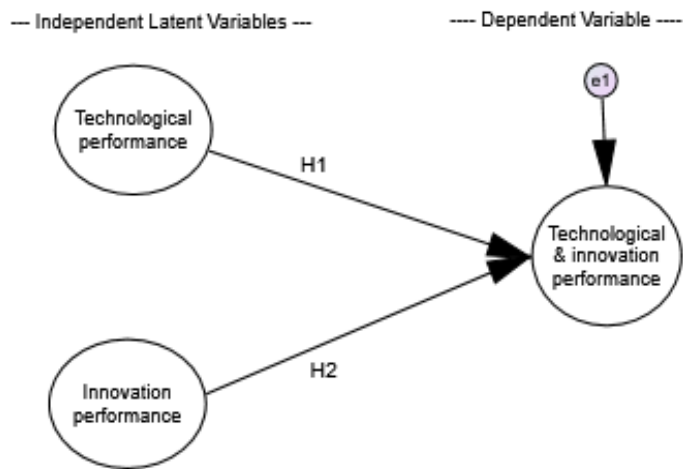 --- Independent Latent Variables ---
---- Dependent Variable ----
e1
Technological
performance
H1
Technological
& innovation
performance
H2
Innovation
performance